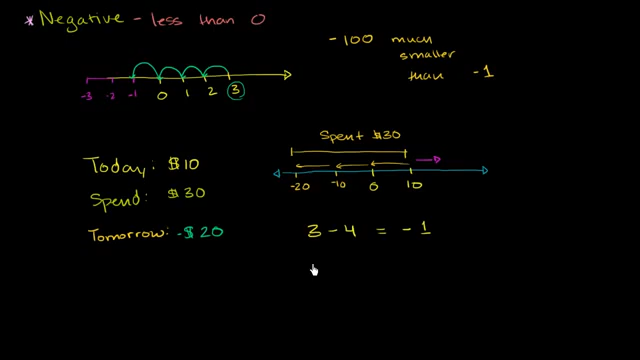 * Negative - less than 0
-100 much
smaller
than -1
-3 -2 -1 0 1 2 3
Spent $30
Today: $10
-20 -10 0 10
Spend: $30
Tomorrow: -$20
3 - 4 = - 1